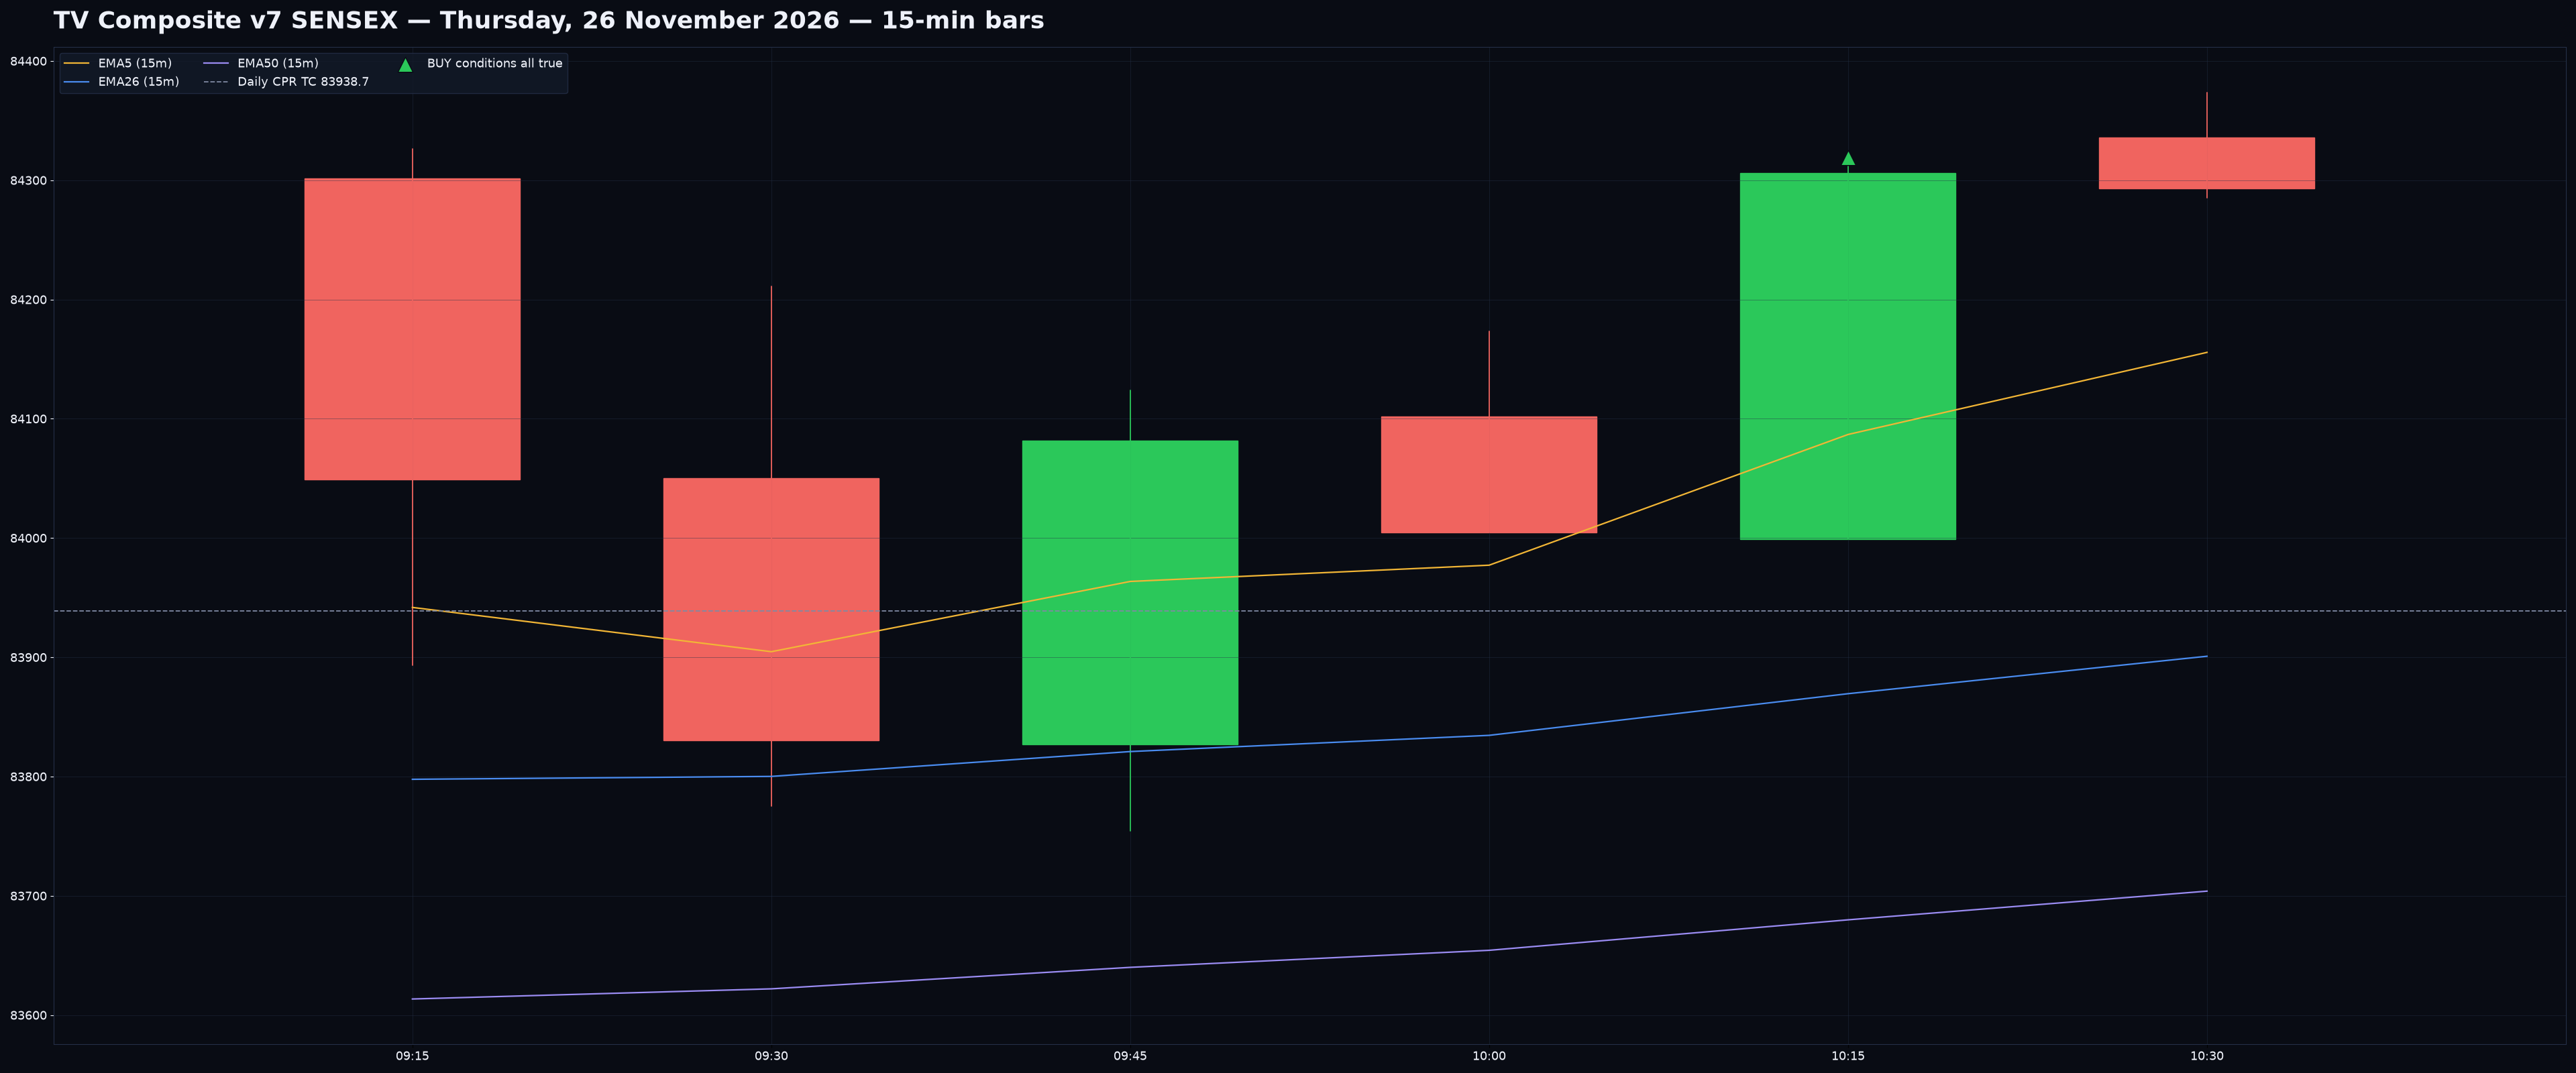 TV Composite v7 SENSEX — Thursday, 26 November 2026 — 15-min bars
EMA5 (15m)
EMA26 (15m)
EMA50 (15m)
Daily CPR TC 83938.7
BUY conditions all true
84400
84300
84200
84100
84000
83900
83800
83700
83600
09:15
09:30
09:45
10:00
10:15
10:30